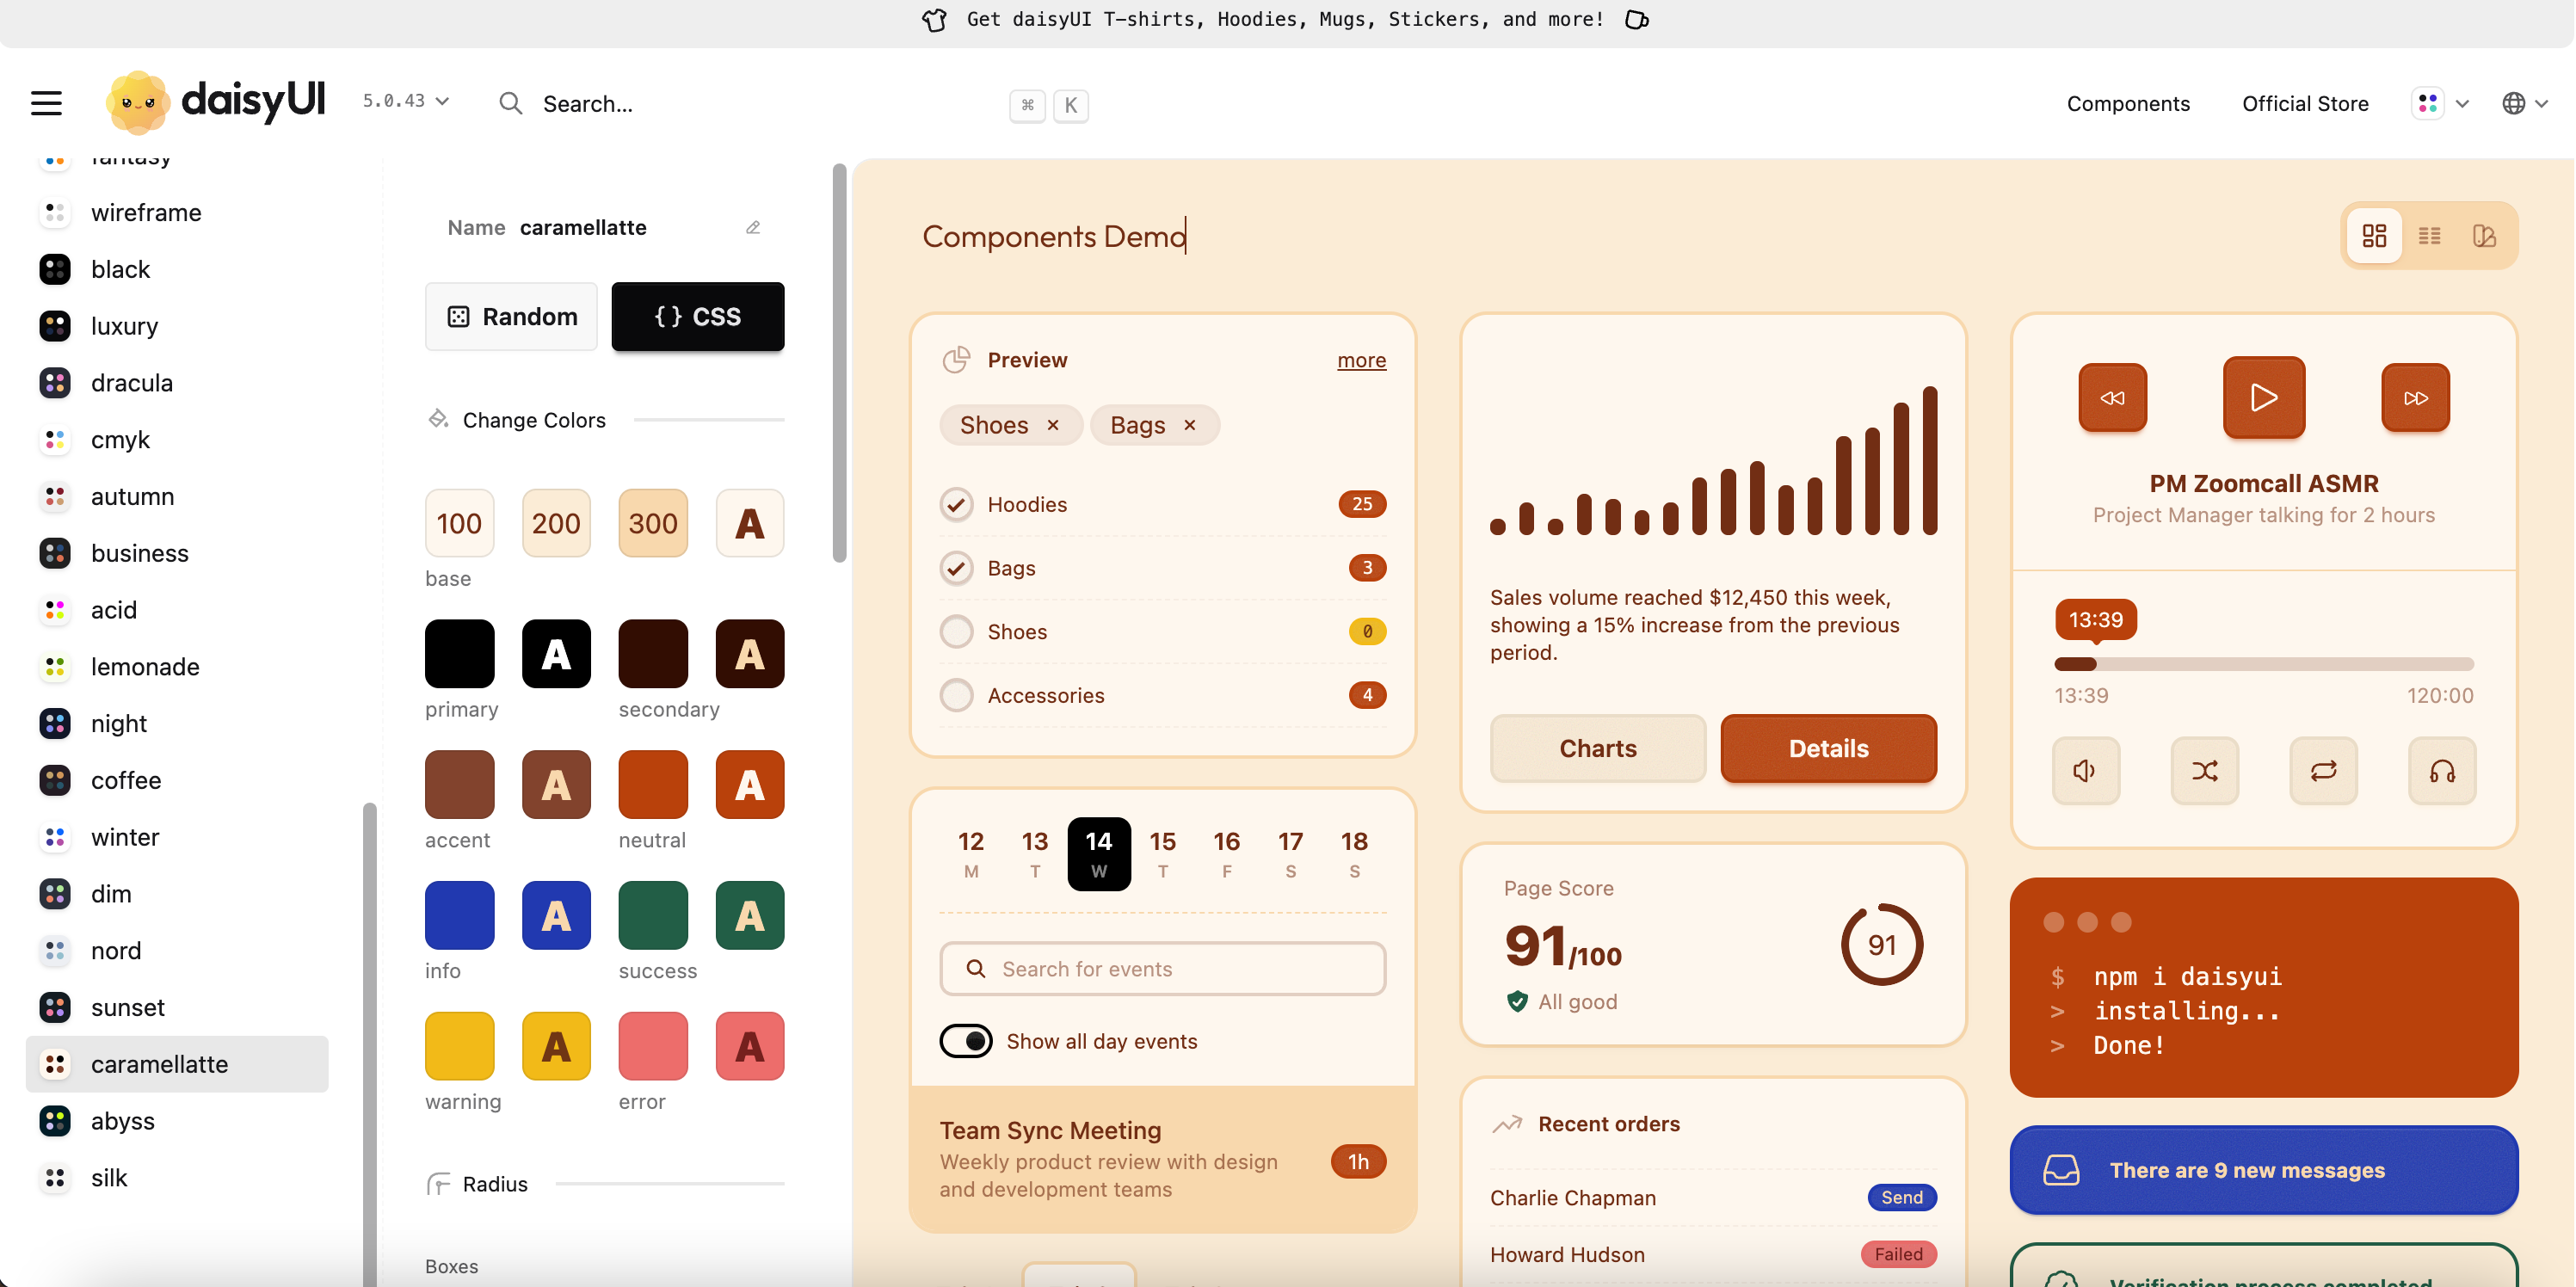 Get daisyUI T-shirts, Hoodies, Mugs, Stickers, and more!
daisyUI
5.0.43
Search...
⌘ K
Components
Official Store
fantasy
wireframe
black
luxury
dracula
cmyk
autumn
business
acid
lemonade
night
coffee
winter
dim
nord
sunset
caramellatte
abyss
silk
Name caramellatte
Random
{} CSS
Change Colors
100 200 300 A
base
A A
primary secondary
A A
accent neutral
A A
info success
A A
warning error
Radius
Boxes
Components Demo
Preview more
Shoes × Bags ×
Hoodies 25
Bags 3
Shoes 0
Accessories 4
12 13 14 15 16 17 18
M T W T F S S
Search for events
Show all day events
Team Sync Meeting
Weekly product review with design
and development teams
1h
Sales volume reached $12,450 this week,
showing a 15% increase from the previous
period.
Charts Details
Page Score
91/100
All good
91
Recent orders
Charlie Chapman Send
Howard Hudson Failed
PM Zoomcall ASMR
Project Manager talking for 2 hours
13:39
13:39 120:00
$ npm i daisyui
> installing...
> Done!
There are 9 new messages
Verification process completed